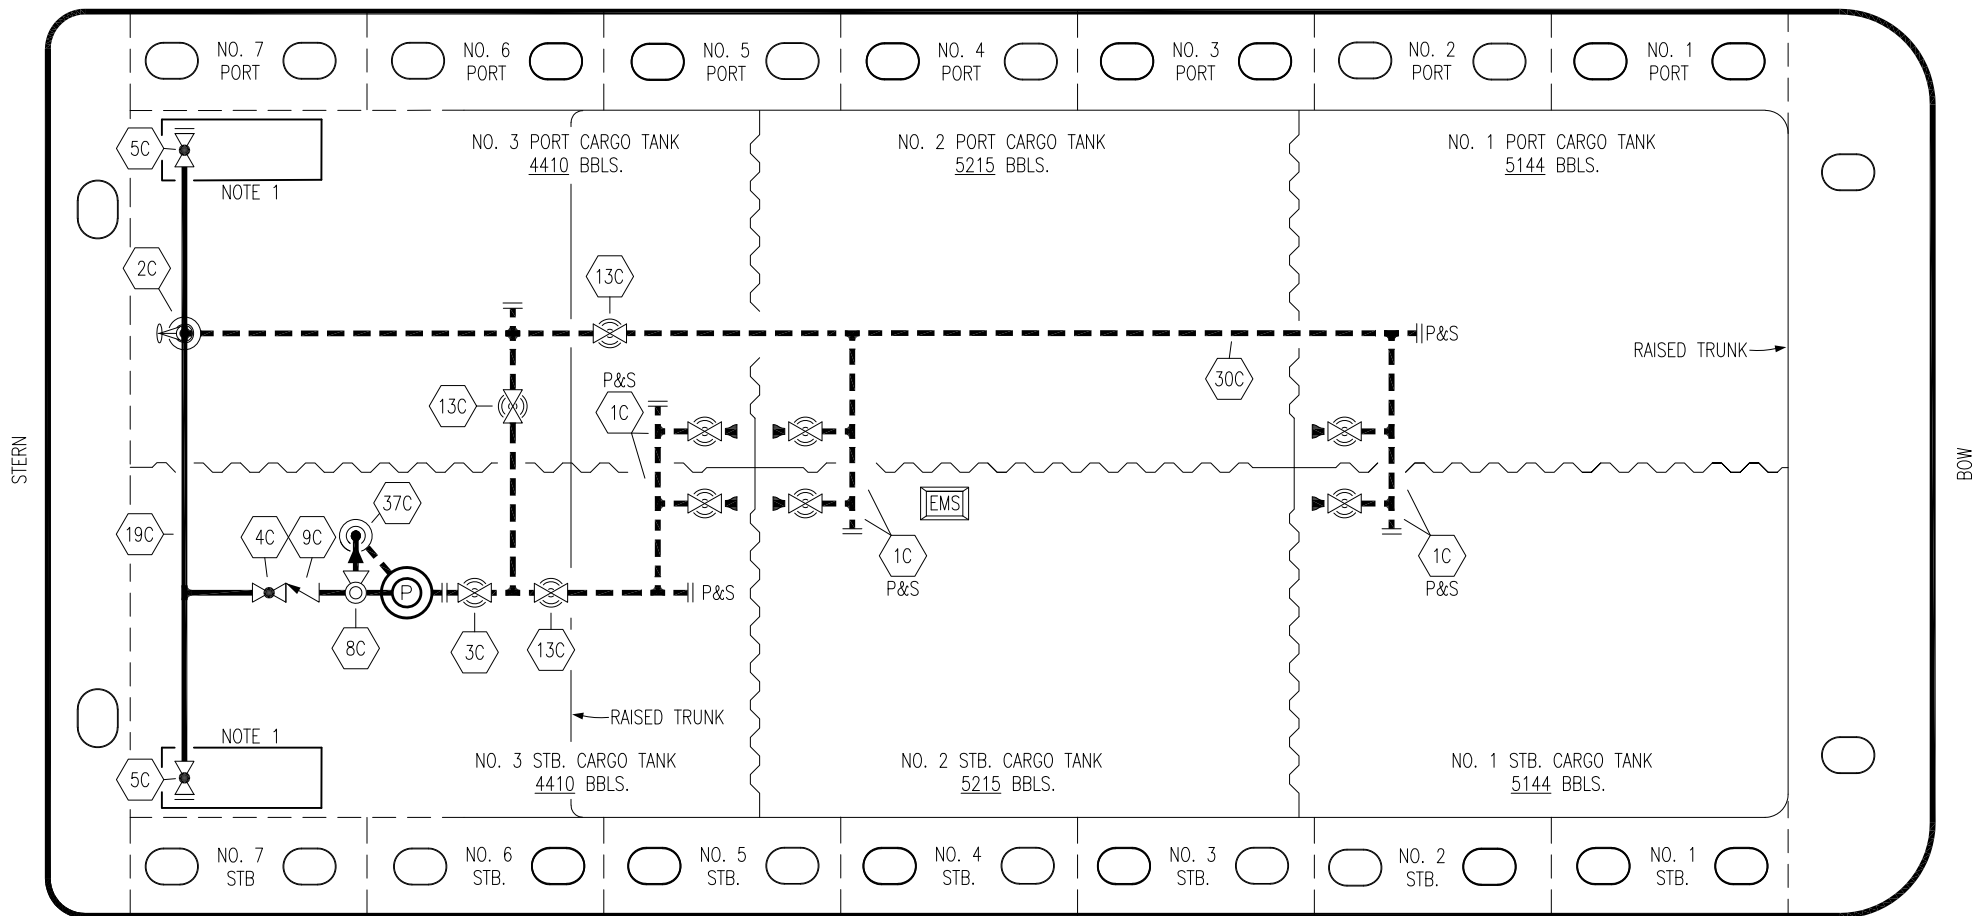 NO. 7
PORT
NO. 6
PORT
NO. 5
PORT
NO. 4
PORT
NO. 3
PORT
NO. 2
PORT
NO. 1
PORT
5C
NOTE 1
NO. 3 PORT CARGO TANK
4410 BBLS.
NO. 2 PORT CARGO TANK
5215 BBLS.
NO. 1 PORT CARGO TANK
5144 BBLS.
2C
13C
P&S
RAISED TRUNK
30C
P&S
13C
1C
STERN
BOW
37C
EMS
19C
4C
9C
1C
P&S
1C
P&S
P
P&S
8C
3C
13C
RAISED TRUNK
NOTE 1
5C
NO. 3 STB. CARGO TANK
4410 BBLS.
NO. 2 STB. CARGO TANK
5215 BBLS.
NO. 1 STB. CARGO TANK
5144 BBLS.
NO. 7
STB
NO. 6
STB.
NO. 5
STB.
NO. 4
STB.
NO. 3
STB.
NO. 2
STB.
NO. 1
STB.